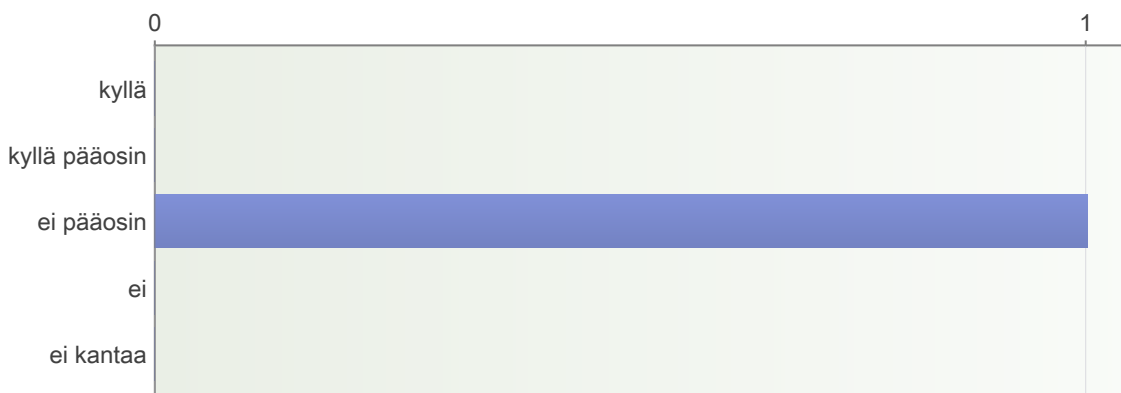 0 1
kyllä
kyllä pääosin
ei pääosin
ei
ei kantaa